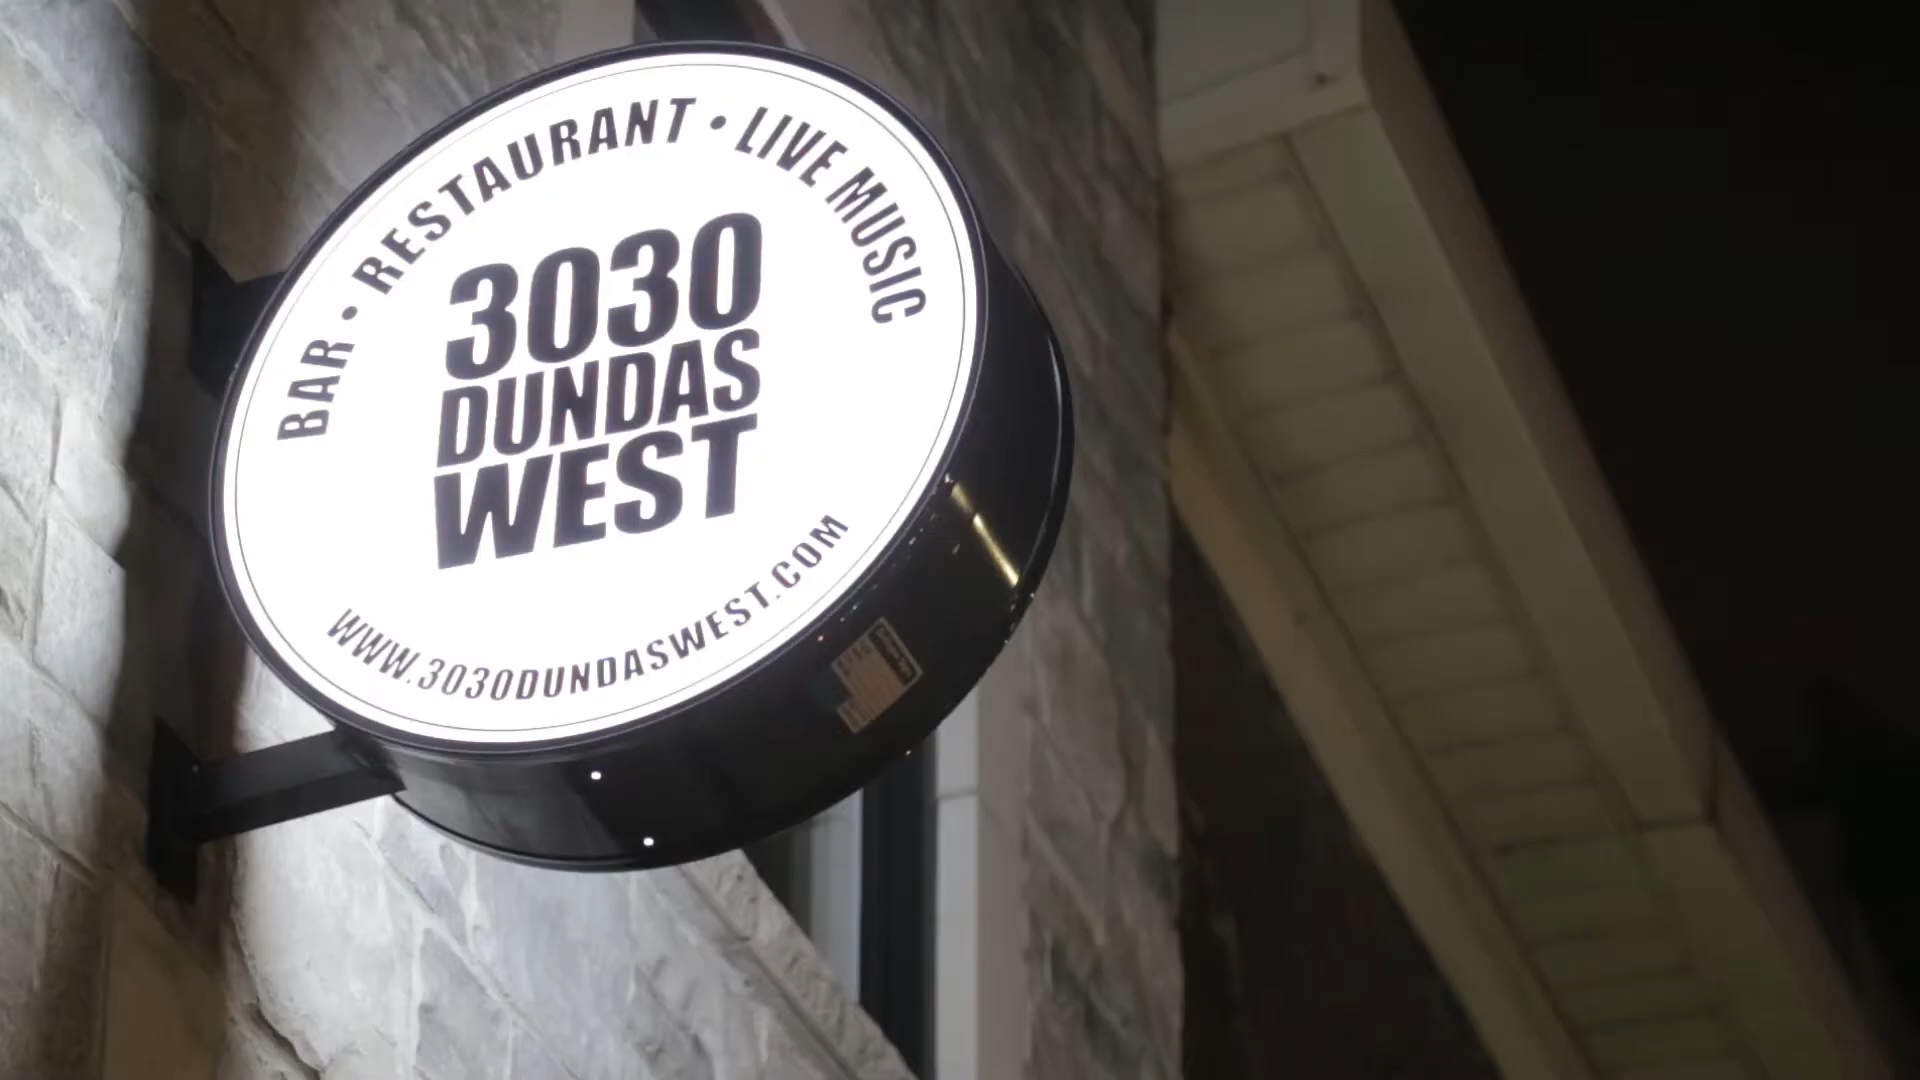 BAR • RESTAURANT • LIVE MUSIC
3030
DUNDAS
WEST
WWW.3030DUNDASWEST.COM